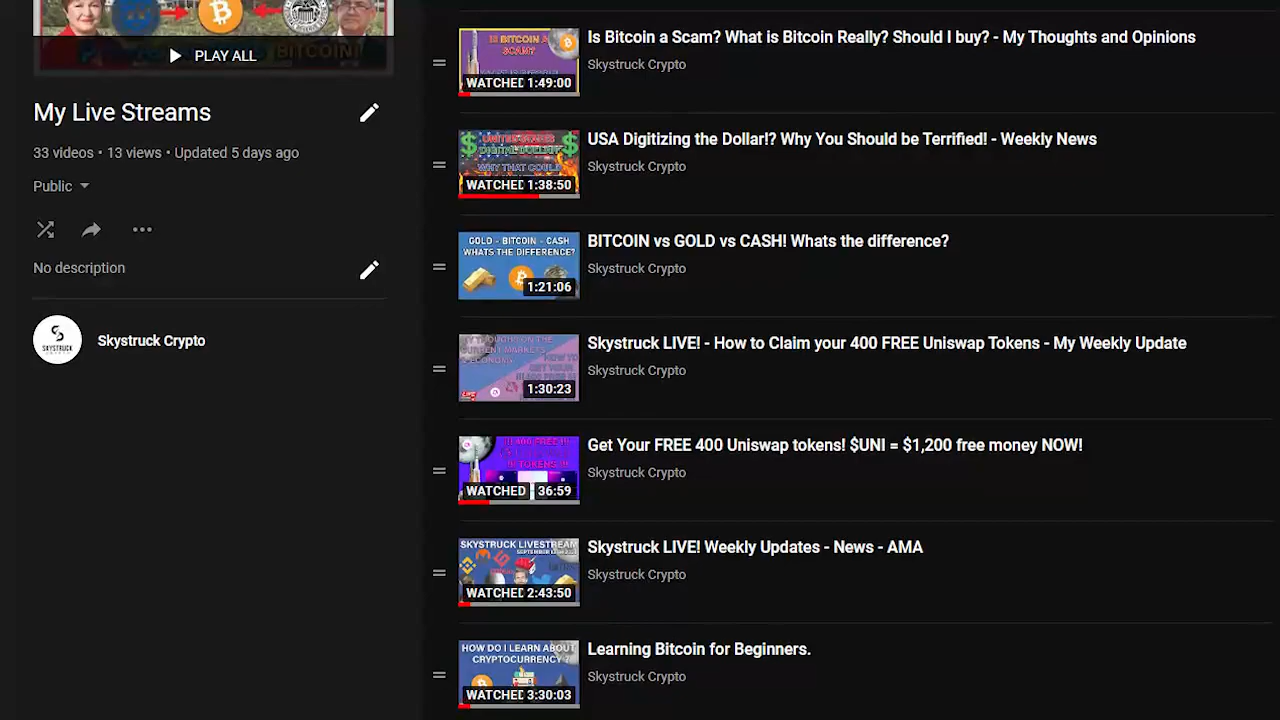 PLAY ALL
My Live Streams
33 videos • 13 views • Updated 5 days ago
Public
No description
SKYSTRUCK
Skystruck Crypto
IS BITCOIN A
SCAM?
WATCHED 1:49:00
Is Bitcoin a Scam? What is Bitcoin Really? Should I buy? - My Thoughts and Opinions
Skystruck Crypto
UNITED STATES
WHY THAT COULD
WATCHED 1:38:50
USA Digitizing the Dollar!? Why You Should be Terrified! - Weekly News
Skystruck Crypto
GOLD - BITCOIN - CASH
WHATS THE DIFFERENCE?
1:21:06
BITCOIN vs GOLD vs CASH! Whats the difference?
Skystruck Crypto
1:30:23
Skystruck LIVE! - How to Claim your 400 FREE Uniswap Tokens - My Weekly Update
Skystruck Crypto
WATCHED 36:59
Get Your FREE 400 Uniswap tokens! $UNI = $1,200 free money NOW!
Skystruck Crypto
SKYSTRUCK LIVESTREAM
WATCHED 2:43:50
Skystruck LIVE! Weekly Updates - News - AMA
Skystruck Crypto
HOW DO I LEARN ABOUT
CRYPTOCURRENCY?
WATCHED 3:30:03
Learning Bitcoin for Beginners.
Skystruck Crypto